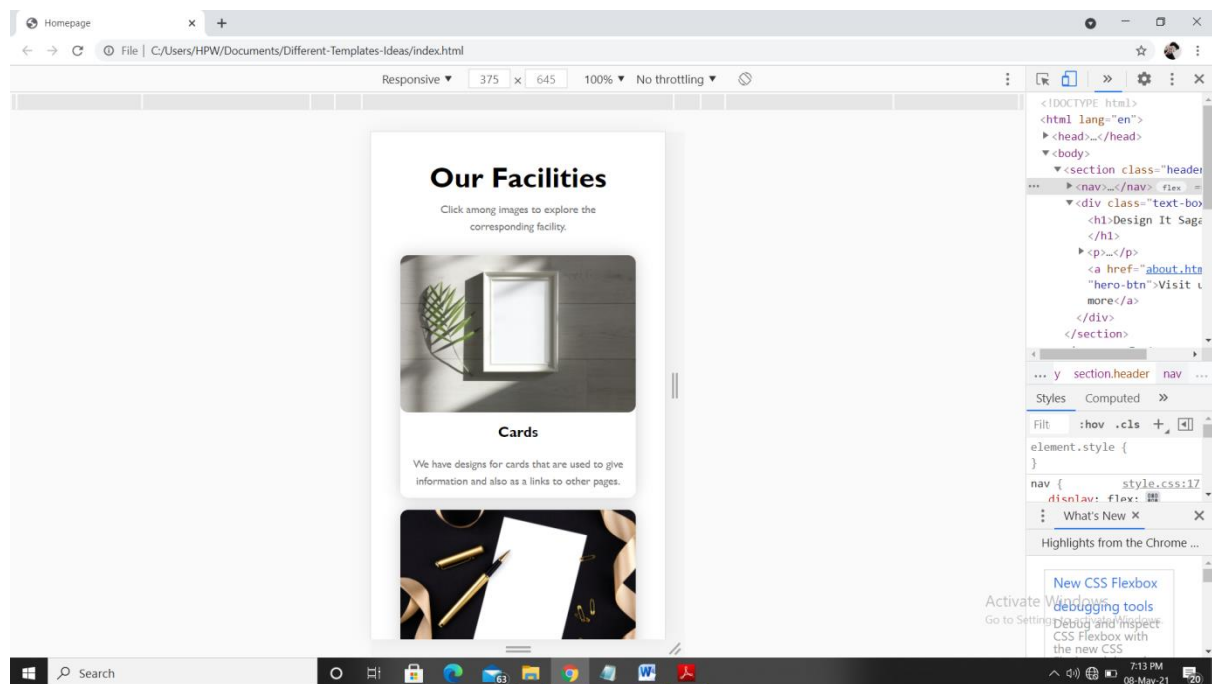 Homepage × +
File | C:/Users/HPW/Documents/Different-Templates-Ideas/index.html
Responsive ▼ 375 × 645 100% ▼ No throttling ▼
Our Facilities
Click among images to explore the
corresponding facility.
Cards
We have designs for cards that are used to give
information and also as a links to other pages.
<!DOCTYPE html>
<html lang="en">
▶<head>…</head>
▼<body>
▼<section class="header
••• ▶<nav>…</nav> flex =
▼<div class="text-box
<h1>Design It Saga
</h1>
▶<p>…</p>
<a href="about.htm
"hero-btn">Visit u
more</a>
</div>
</section>
... y section.header nav ...
Styles Computed »
Filt :hov .cls +
element.style {
}
nav { style.css:17
display: flex;
What's New ×
Highlights from the Chrome ...
New CSS Flexbox
debugging tools
Debug and inspect
CSS Flexbox with
the new CSS
Activate Windows
Go to Settings to activate Windows.
Search
63
7:13 PM
08-May-21
20